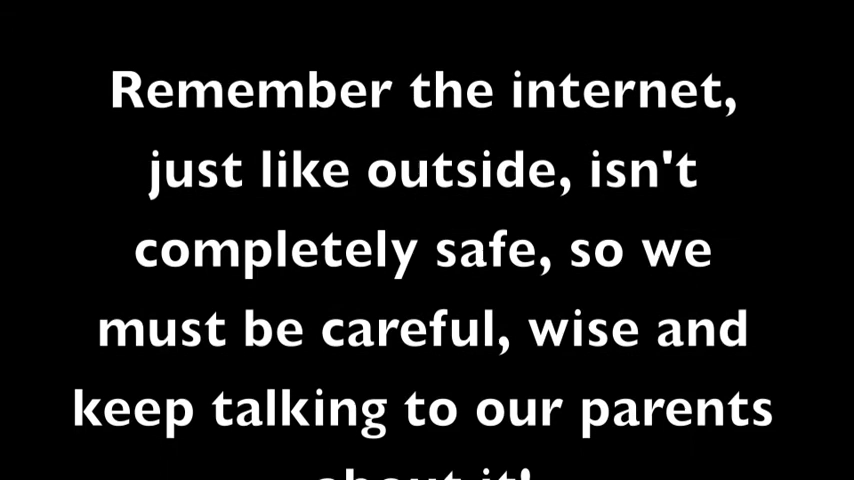 Remember the internet,
just like outside, isn't
completely safe, so we
must be careful, wise and
keep talking to our parents
about it!